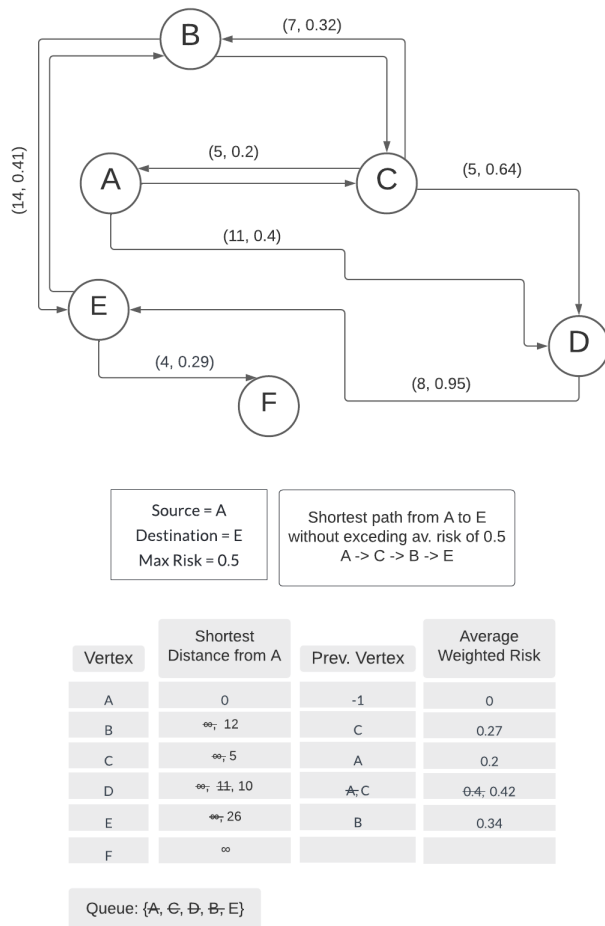 B
(7, 0.32)
(14, 0.41)
(5, 0.2)
A
C
(5, 0.64)
(11, 0.4)
E
D
(4, 0.29)
(8, 0.95)
F
Source = A
Destination = E
Max Risk = 0.5
Shortest path from A to E
without exceding av. risk of 0.5
A -> C -> B -> E
Vertex
Shortest
Distance from A
Prev. Vertex
Average
Weighted Risk
A 0 -1 0
B ∞, 12 C 0.27
C ∞, 5 A 0.2
D ∞, 11, 10 A, C 0.4, 0.42
E ∞, 26 B 0.34
F ∞
Queue: {A, C, D, B, E}